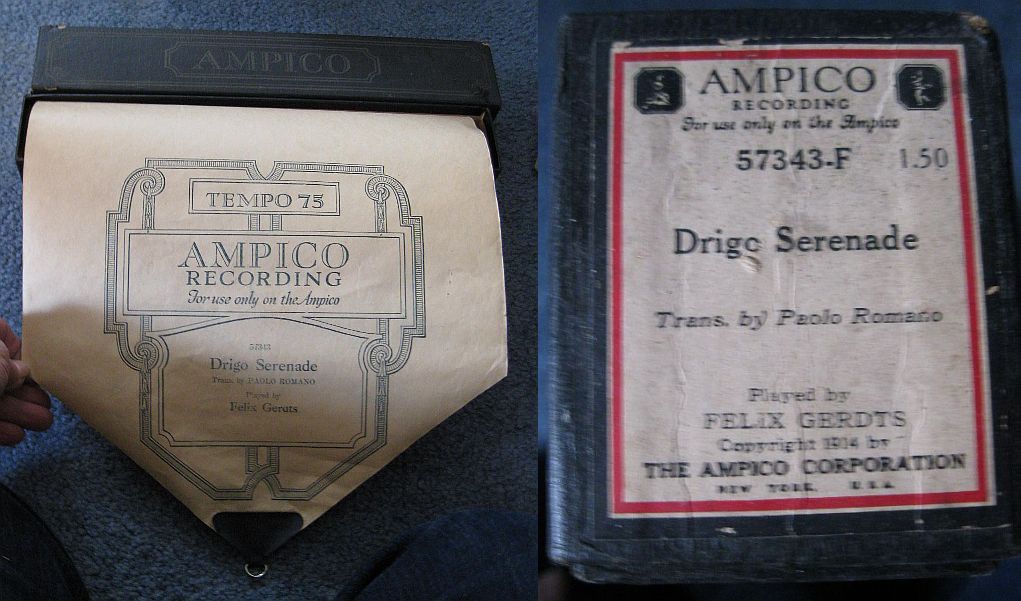 AMPICO
TEMPO 75
AMPICO
RECORDING
For use only on the Ampico
57343
Drigo Serenade
Trans. by PAOLO ROMANO
Played by
Felix Gerdts
AMPICO
RECORDING
For use only on the Ampico
57343-F 1.50
Drigo Serenade
Trans. by Paolo Romano
Played by
FELIX GERDTS
Copyright 1914 by
THE AMPICO CORPORATION
NEW YORK, U.S.A.